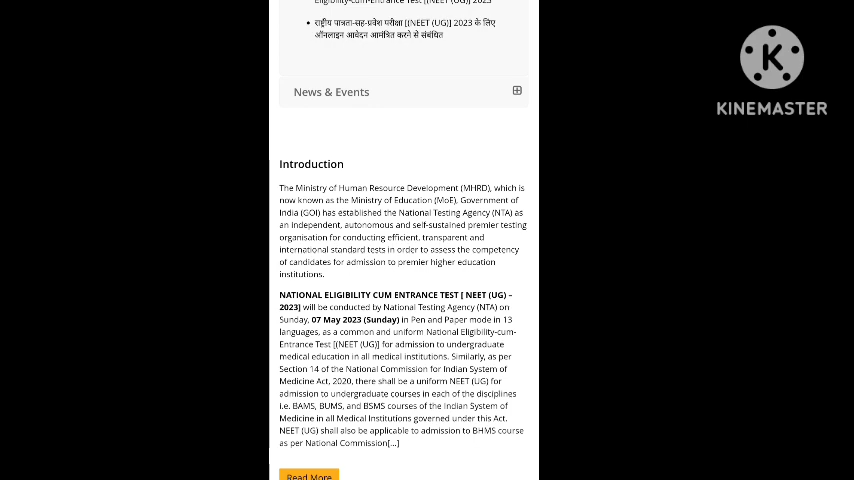 Eligibility-cum-Entrance Test [(NEET (UG)] 2023
राष्ट्रीय पात्रता-सह-प्रवेश परीक्षा [(NEET (UG)] 2023 के लिए
ऑनलाइन आवेदन आमंत्रित करने से संबंधित
News & Events
K
KINEMASTER
Introduction
The Ministry of Human Resource Development (MHRD), which is
now known as the Ministry of Education (MoE), Government of
India (GOI) has established the National Testing Agency (NTA) as
an independent, autonomous and self-sustained premier testing
organisation for conducting efficient, transparent and
international standard tests in order to assess the competency
of candidates for admission to premier higher education
institutions.
NATIONAL ELIGIBILITY CUM ENTRANCE TEST [ NEET (UG) –
2023] will be conducted by National Testing Agency (NTA) on
Sunday, 07 May 2023 (Sunday) in Pen and Paper mode in 13
languages, as a common and uniform National Eligibility-cum-
Entrance Test [(NEET (UG)] for admission to undergraduate
medical education in all medical institutions. Similarly, as per
Section 14 of the National Commission for Indian System of
Medicine Act, 2020, there shall be a uniform NEET (UG) for
admission to undergraduate courses in each of the disciplines
i.e. BAMS, BUMS, and BSMS courses of the Indian System of
Medicine in all Medical Institutions governed under this Act.
NEET (UG) shall also be applicable to admission to BHMS course
as per National Commission[...]
Read More